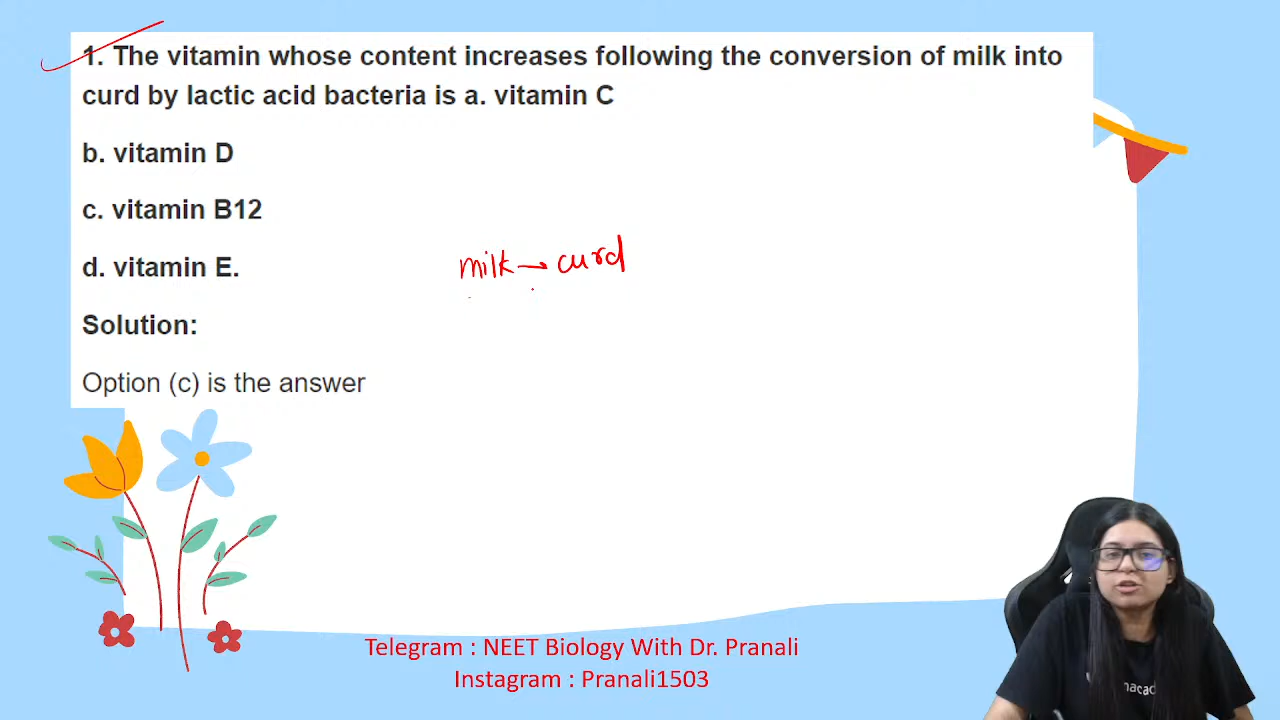 1. The vitamin whose content increases following the conversion of milk into
curd by lactic acid bacteria is a. vitamin C
b. vitamin D
c. vitamin B12
d. vitamin E.
milk → curd
Solution:
Option (c) is the answer
Telegram : NEET Biology With Dr. Pranali
Instagram : Pranali1503